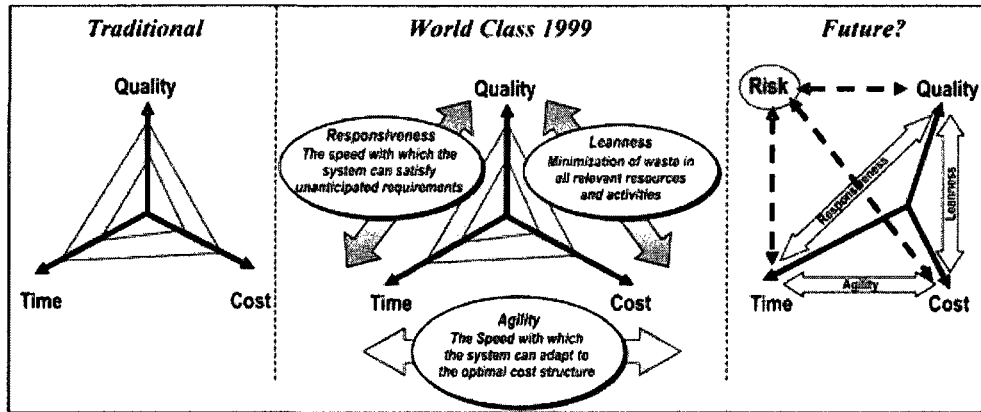 Traditional
Quality
Time
Cost
World Class 1999
Quality
Responsiveness
The speed with which the
system can satisfy
unanticipated requirements
Leanness
Minimization of waste in
all relevant resources
and activities
Time
Cost
Agility
The Speed with which
the system can adapt to
the optimal cost structure
Future?
Risk
Quality
Responsiveness
Leanness
Time
Agility
Cost